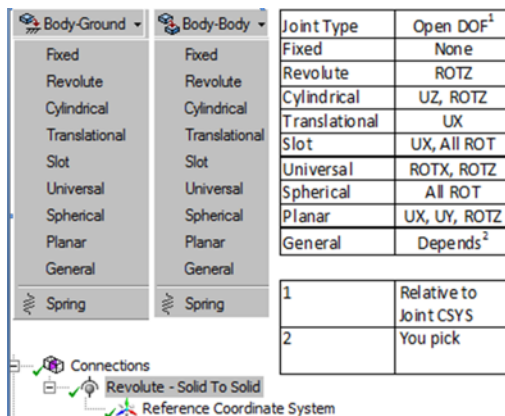 Body-Ground
Fixed
Revolute
Cylindrical
Translational
Slot
Universal
Spherical
Planar
General
Spring
Body-Body
Fixed
Revolute
Cylindrical
Translational
Slot
Universal
Spherical
Planar
General
Spring
Joint Type Open DOF1
Fixed None
Revolute ROTZ
Cylindrical UZ, ROTZ
Translational UX
Slot UX, All ROT
Universal ROTX, ROTZ
Spherical All ROT
Planar UX, UY, ROTZ
General Depends2
1 Relative to
Joint CSYS
2 You pick
Connections
Revolute - Solid To Solid
Reference Coordinate System